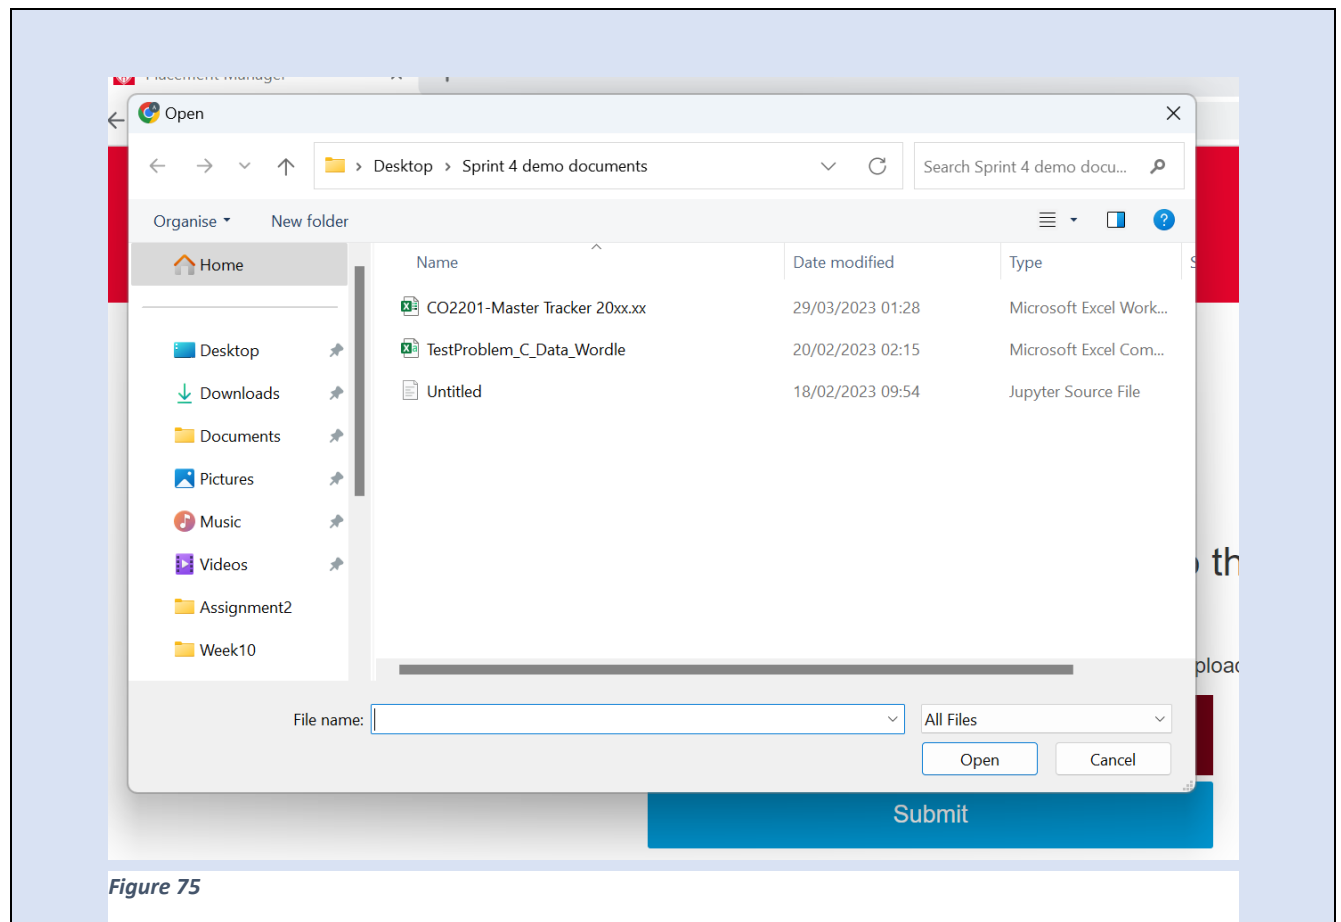 Placement Manager
Open
Desktop > Sprint 4 demo documents
Search Sprint 4 demo docu...
Organise
New folder
Home
Name
Date modified
Type
CO2201-Master Tracker 20xx.xx
29/03/2023 01:28
Microsoft Excel Work...
TestProblem_C_Data_Wordle
20/02/2023 02:15
Microsoft Excel Com...
Untitled
18/02/2023 09:54
Jupyter Source File
Desktop
Downloads
Documents
Pictures
Music
Videos
Assignment2
Week10
File name:
All Files
Open
Cancel
Submit
Figure 75